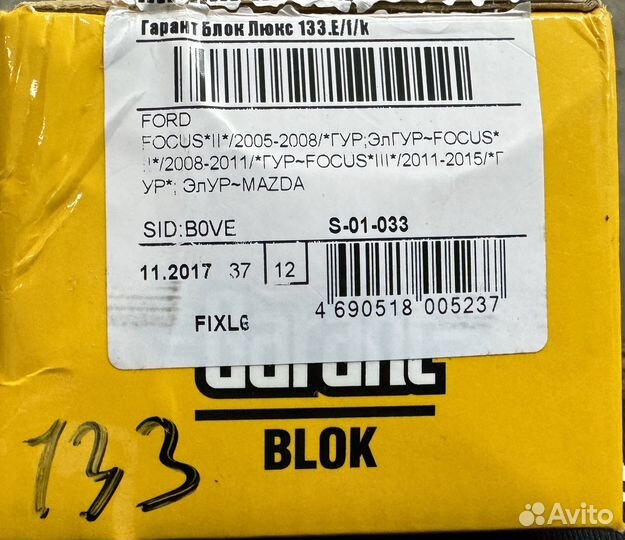 Гарант Блок Люкс 133.E/f/k
FORD
FOCUS*II*/2005-2008/*ГУР;ЭлГУР~FOCUS*
II*/2008-2011/*ГУР~FOCUS*III*/2011-2015/*Г
УР*; ЭлУР~MAZDA
SID:B0VE S-01-033
11.2017 37 12
4 690518 005237
FIXLG
Garant
BLOK
133
Avito